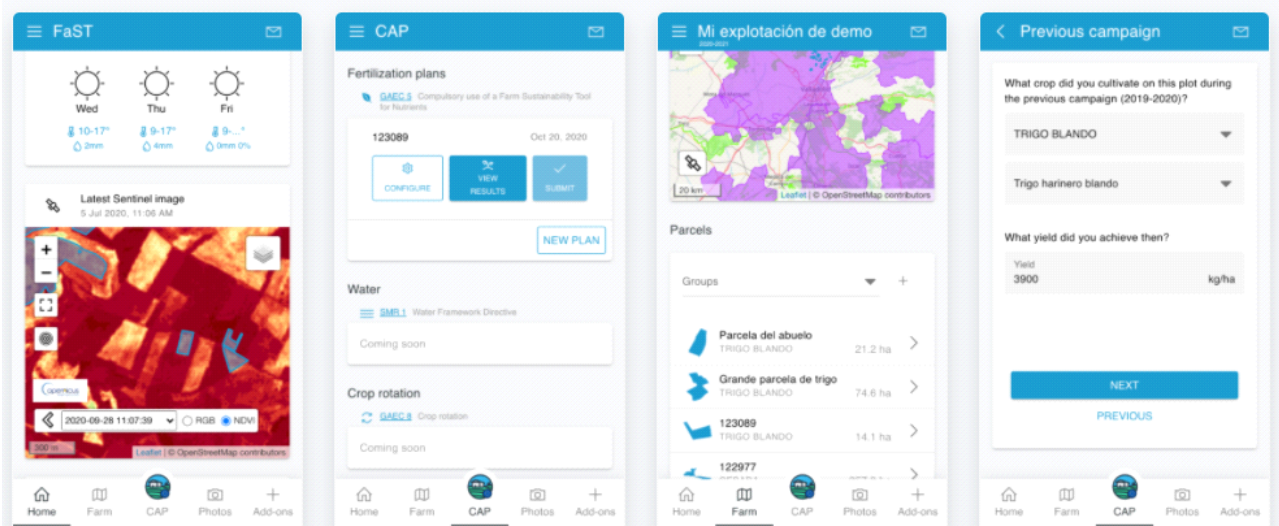 FaST
Wed
Thu
Fri
10-17°
9-17°
9-...°
2mm
4mm
0mm 0%
Latest Sentinel image
5 Jul 2020, 11:06 AM
+
−
Copernicus
2020-09-28 11:07:39
RGB
NDVI
300 m
Leaflet | © OpenStreetMap contributors
Home
Farm
CAP
Photos
Add-ons
CAP
Fertilization plans
GAEC 5 Compulsory use of a Farm Sustainability Tool
for Nutrients
123089
Oct 20, 2020
CONFIGURE
VIEW
RESULTS
SUBMIT
NEW PLAN
Water
SMR 1 Water Framework Directive
Coming soon
Crop rotation
GAEC 8 Crop rotation
Coming soon
Home
Farm
CAP
Photos
Add-ons
Mi explotación de demo
2020-2021
20 km
Leaflet | © OpenStreetMap contributors
Parcels
Groups
+
Parcela del abuelo
TRIGO BLANDO
21.2 ha
Grande parcela de trigo
TRIGO BLANDO
74.6 ha
123089
TRIGO BLANDO
14.1 ha
122977
Home
Farm
CAP
Photos
Add-ons
Previous campaign
What crop did you cultivate on this plot during
the previous campaign (2019-2020)?
TRIGO BLANDO
Trigo harinero blando
What yield did you achieve then?
Yield
3900
kg/ha
NEXT
PREVIOUS
Home
Farm
CAP
Photos
Add-ons